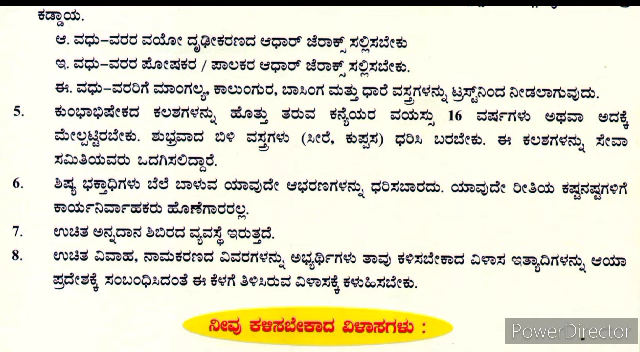 ಕಡ್ಡಾಯ.
ಆ. ವಧು-ವರರ ವಯೋ ದೃಢೀಕರಣದ ಆಧಾರ್ ಜೆರಾಕ್ಸ್ ಸಲ್ಲಿಸಬೇಕು
ಇ. ವಧು-ವರರ ಪೋಷಕರ / ಪಾಲಕರ ಆಧಾರ್ ಜೆರಾಕ್ಸ್ ಸಲ್ಲಿಸಬೇಕು.
ಈ. ವಧು-ವರರಿಗೆ ಮಾಂಗಲ್ಯ, ಕಾಲುಂಗುರ, ಬಾಸಿಂಗ ಮತ್ತು ಧಾರೆ ವಸ್ತ್ರಗಳನ್ನು ಟ್ರಸ್ಟ್‌ನಿಂದ ನೀಡಲಾಗುವುದು.
5. ಕುಂಭಾಭಿಷೇಕದ ಕಲಶಗಳನ್ನು ಹೊತ್ತು ತರುವ ಕನ್ಯೆಯರ ವಯಸ್ಸು 16 ವರ್ಷಗಳು ಅಥವಾ ಅದಕ್ಕೆ
ಮೇಲ್ಪಟ್ಟಿರಬೇಕು. ಶುಭ್ರವಾದ ಬಿಳಿ ವಸ್ತ್ರಗಳು (ಸೀರೆ, ಕುಪ್ಪಸ) ಧರಿಸಿ ಬರಬೇಕು. ಈ ಕಲಶಗಳನ್ನು ಸೇವಾ
ಸಮಿತಿಯವರು ಒದಗಿಸಲಿದ್ದಾರೆ.
6. ಶಿಷ್ಯ ಭಕ್ತಾಧಿಗಳು ಬೆಲೆ ಬಾಳುವ ಯಾವುದೇ ಆಭರಣಗಳನ್ನು ಧರಿಸಬಾರದು. ಯಾವುದೇ ರೀತಿಯ ಕಷ್ಟನಷ್ಟಗಳಿಗೆ
ಕಾರ್ಯನಿರ್ವಾಹಕರು ಹೊಣೆಗಾರರಲ್ಲ.
7. ಉಚಿತ ಅನ್ನದಾನ ಶಿಬಿರದ ವ್ಯವಸ್ಥೆ ಇರುತ್ತದೆ.
8. ಉಚಿತ ವಿವಾಹ, ನಾಮಕರಣದ ವಿವರಗಳನ್ನು ಅಭ್ಯರ್ಥಿಗಳು ತಾವು ಕಳಿಸಬೇಕಾದ ವಿಳಾಸ ಇತ್ಯಾದಿಗಳನ್ನು ಆಯಾ
ಪ್ರದೇಶಕ್ಕೆ ಸಂಬಂಧಿಸಿದಂತೆ ಈ ಕೆಳಗೆ ತಿಳಿಸಿರುವ ವಿಳಾಸಕ್ಕೆ ಕಳುಹಿಸಬೇಕು.
ನೀವು ಕಳಿಸಬೇಕಾದ ವಿಳಾಸಗಳು :
PowerDirector